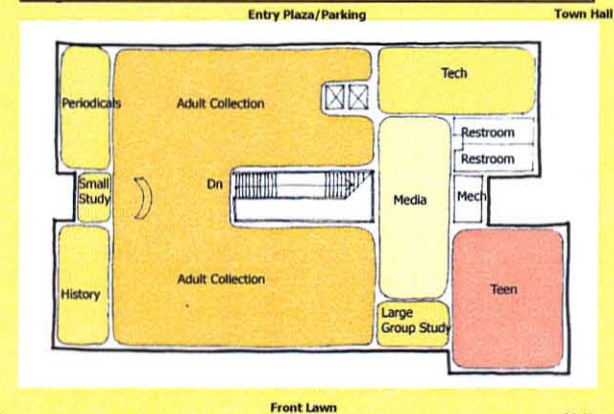 Entry Plaza/Parking
Town Hall
Tech
Periodicals
Adult Collection
Restroom
Restroom
Small
Study
Dn
Mech
Media
History
Adult Collection
Teen
Large
Group Study
Front Lawn